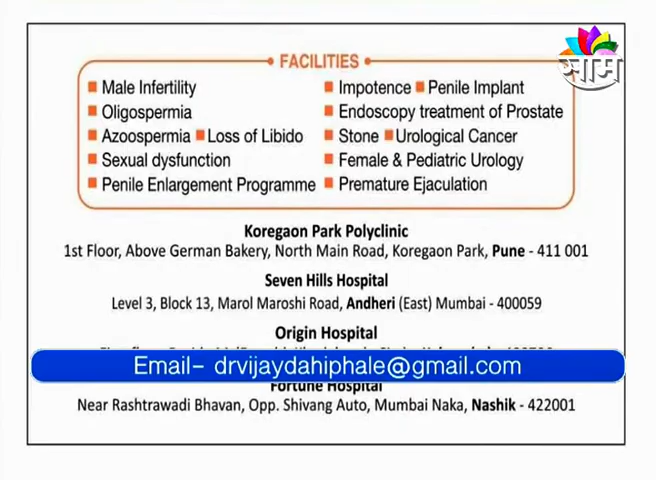 साम
FACILITIES
Male Infertility
Oligospermia
Azoospermia Loss of Libido
Sexual dysfunction
Penile Enlargement Programme
Impotence Penile Implant
Endoscopy treatment of Prostate
Stone Urological Cancer
Female & Pediatric Urology
Premature Ejaculation
Koregaon Park Polyclinic
1st Floor, Above German Bakery, North Main Road, Koregaon Park, Pune - 411 001
Seven Hills Hospital
Level 3, Block 13, Marol Maroshi Road, Andheri (East) Mumbai - 400059
Origin Hospital
Email- drvijaydahiphale@gmail.com
Fortune Hospital
Near Rashtrawadi Bhavan, Opp. Shivang Auto, Mumbai Naka, Nashik - 422001